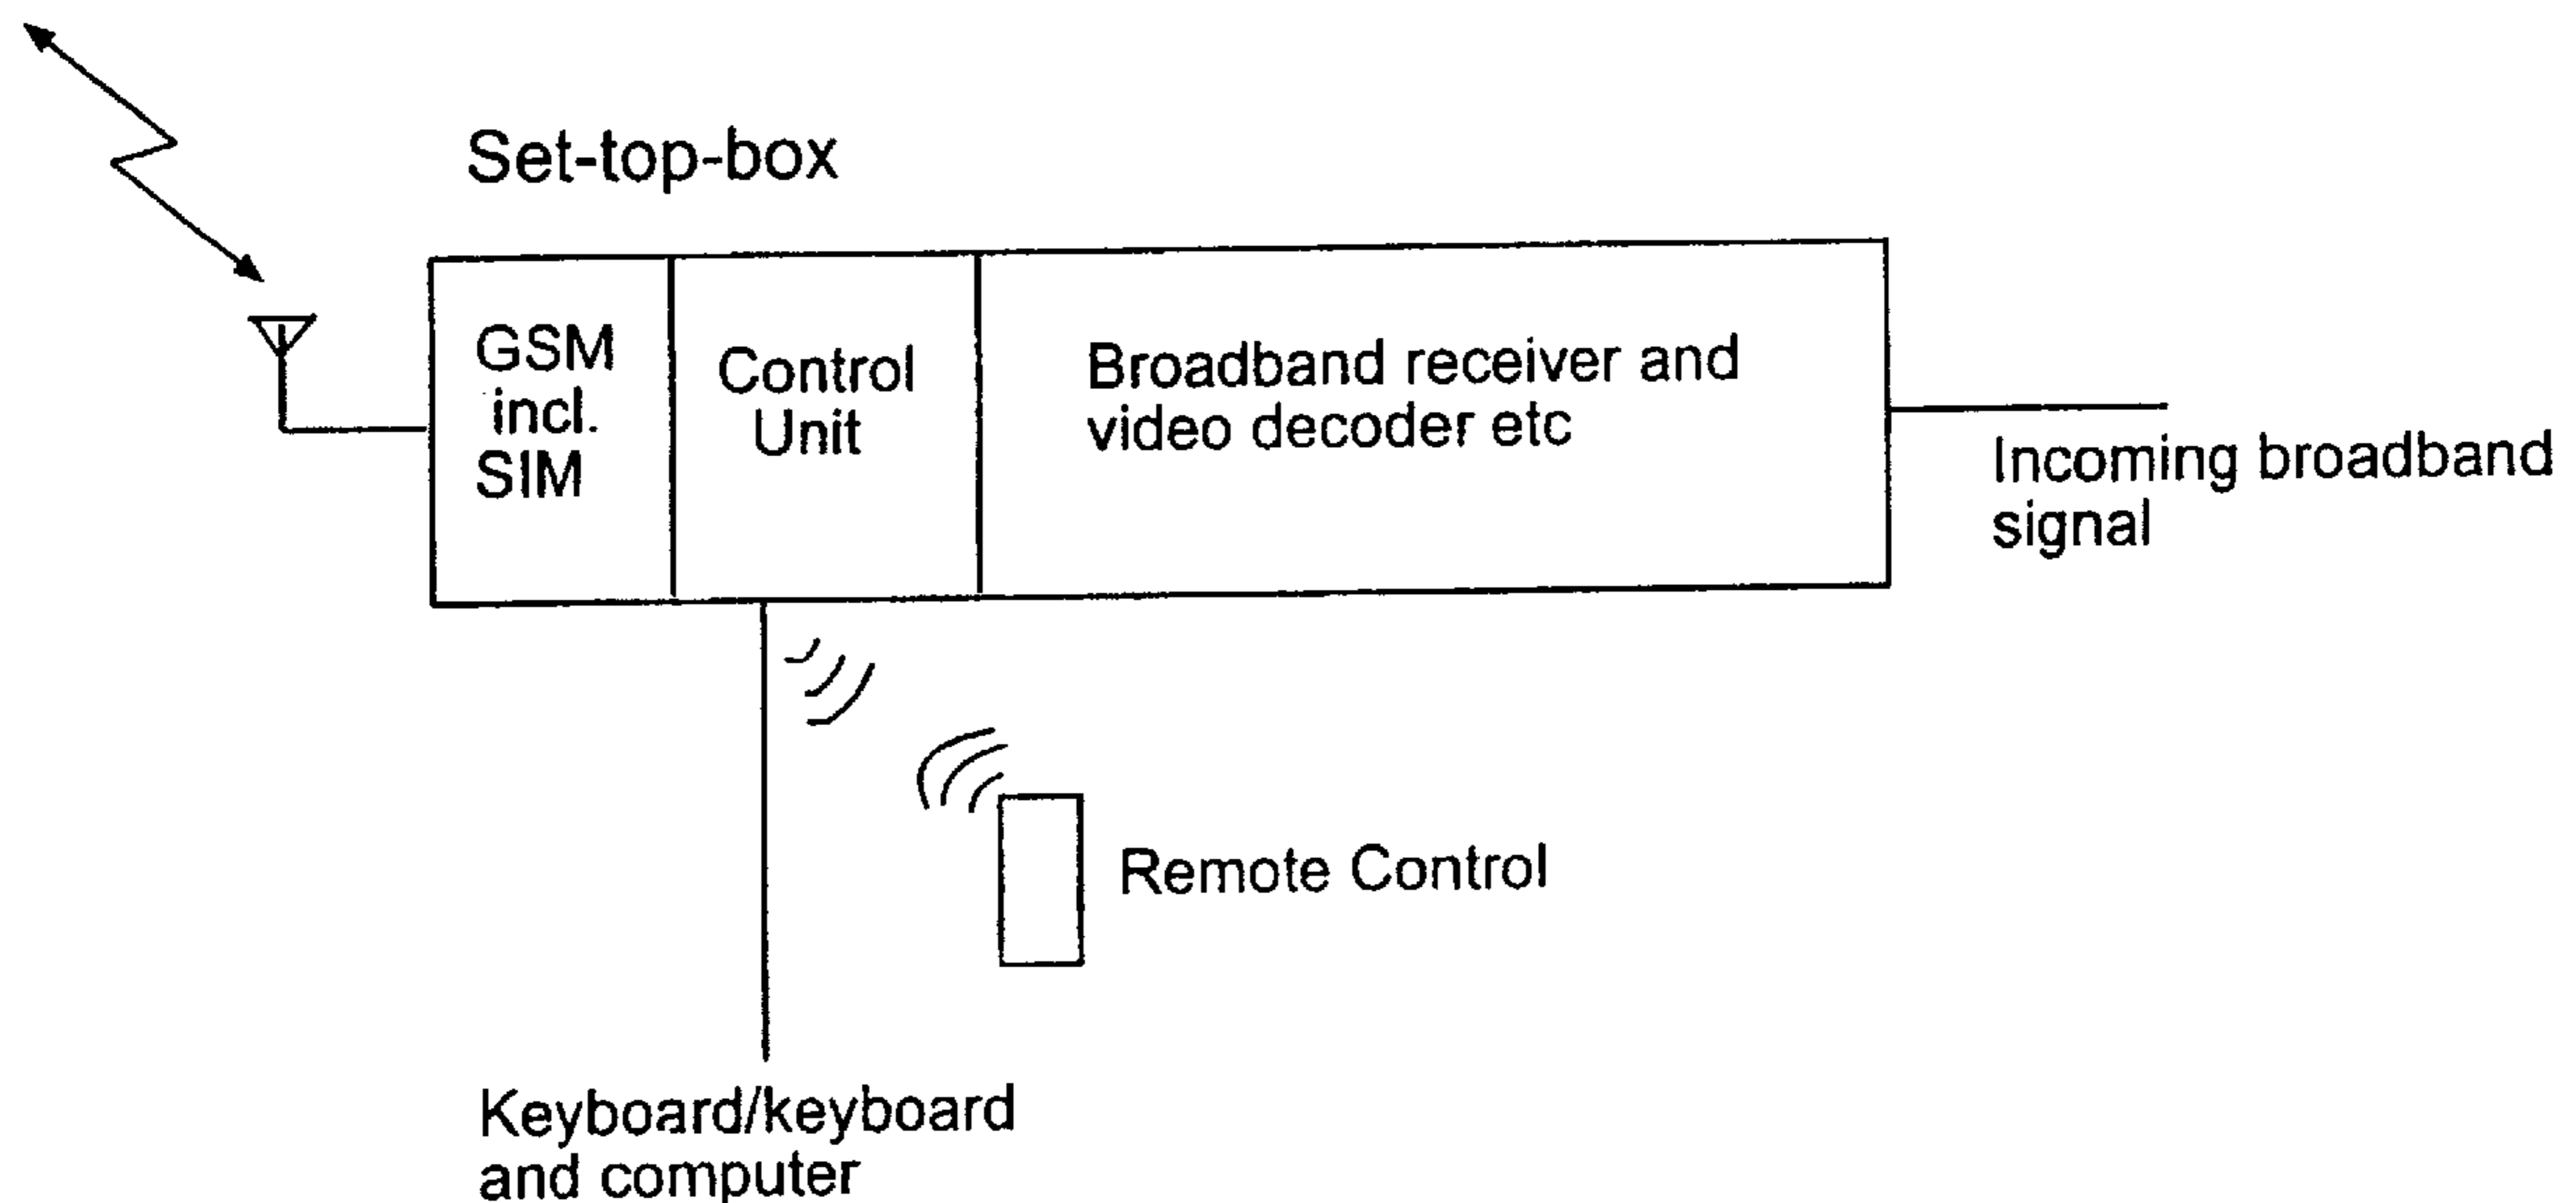 Set-top-box
GSM
incl.
SIM
Control
Unit
Broadband receiver and
video decoder etc
Incoming broadband
signal
Remote Control
Keyboard/keyboard
and computer